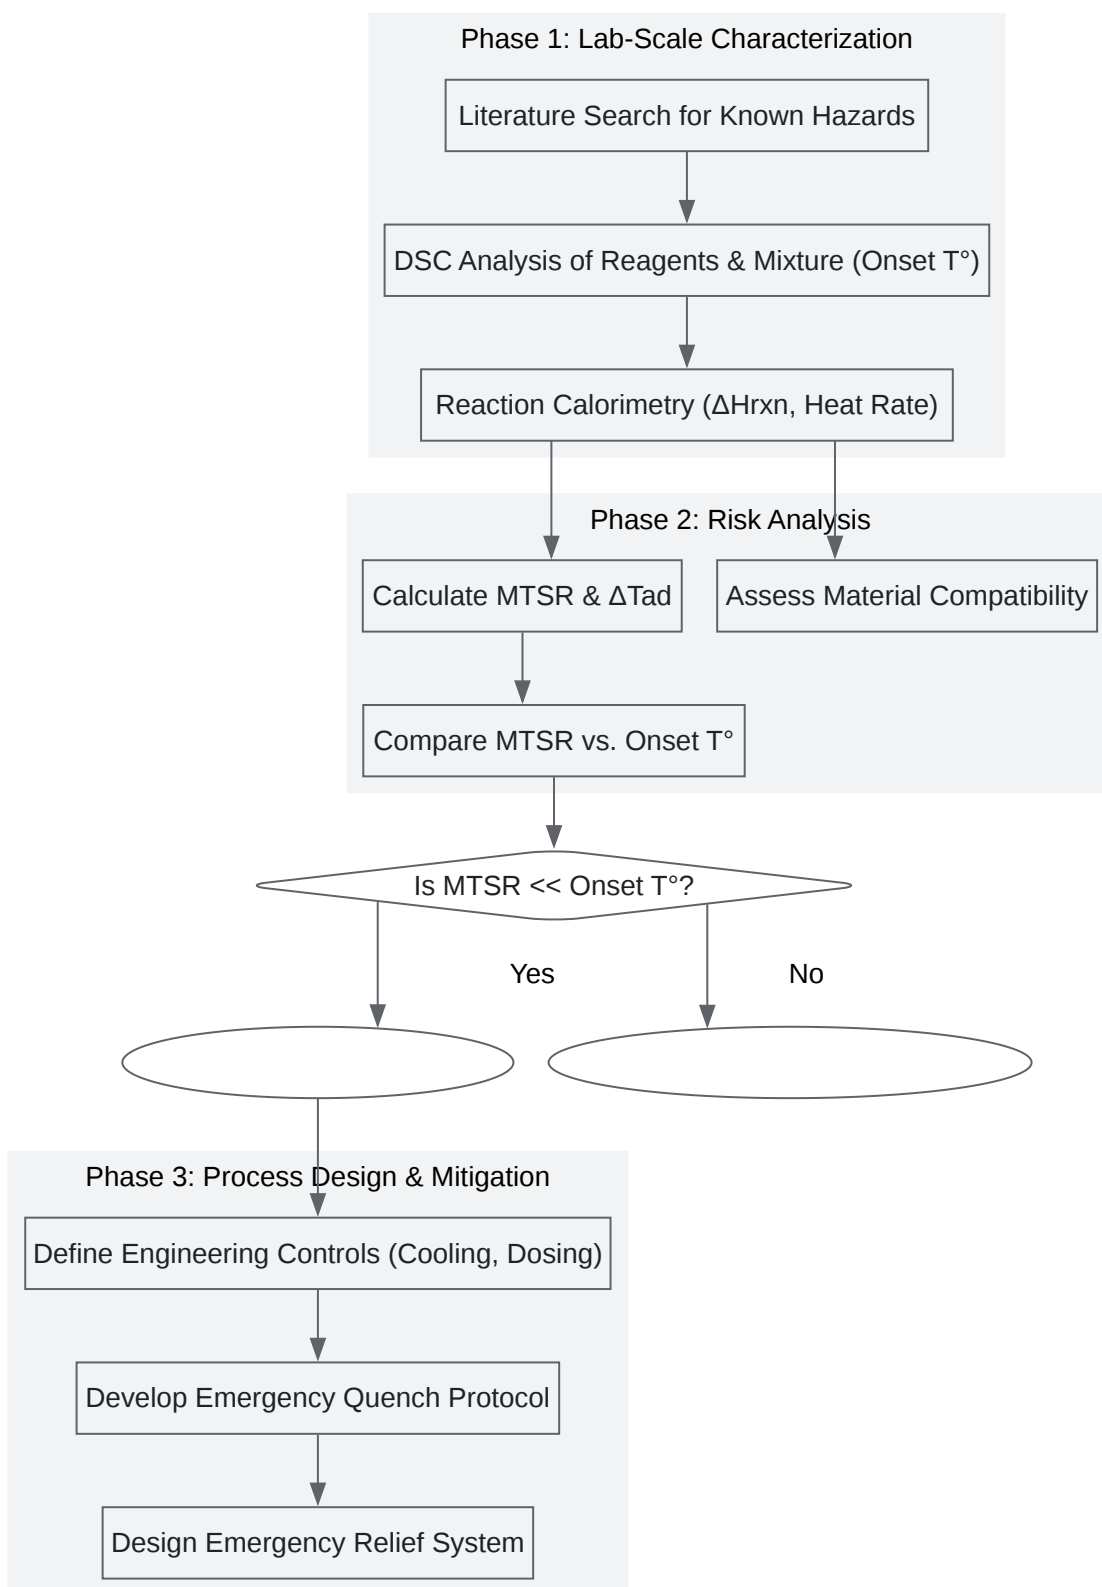 Phase 1: Lab-Scale Characterization
Literature Search for Known Hazards
DSC Analysis of Reagents & Mixture (Onset T°)
Reaction Calorimetry (ΔHrxn, Heat Rate)
Phase 2: Risk Analysis
Calculate MTSR & ΔTad
Assess Material Compatibility
Compare MTSR vs. Onset T°
Is MTSR << Onset T°?
Yes
No
Phase 3: Process Design & Mitigation
Define Engineering Controls (Cooling, Dosing)
Develop Emergency Quench Protocol
Design Emergency Relief System